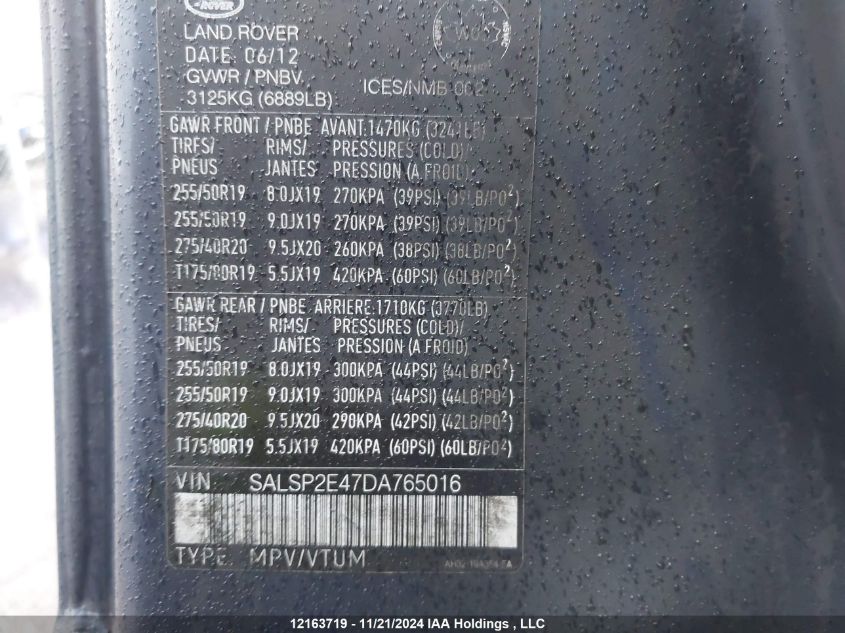 ROVER
LAND ROVER
DATE: 06/12
GVWR / PNBV
3125KG (6889LB)
ICES/NMB 002
GAWR FRONT / PNBE AVANT:1470KG (3241LB)
TIRES/ RIMS/ PRESSURES (COLD)/
PNEUS JANTES PRESSION (A FROID)
255/50R19 8.0JX19 270KPA (39PSI) (39LB/PO²)
255/50R19 9.0JX19 270KPA (39PSI) (39LB/PO²)
275/40R20 9.5JX20 260KPA (38PSI) (38LB/PO²)
T175/80R19 5.5JX19 420KPA (60PSI) (60LB/PO²)
GAWR REAR / PNBE ARRIERE:1710KG (3770LB)
TIRES/ RIMS/ PRESSURES (COLD)/
PNEUS JANTES PRESSION (A FROID)
255/50R19 8.0JX19 300KPA (44PSI) (44LB/PO²)
255/50R19 9.0JX19 300KPA (44PSI) (44LB/PO²)
275/40R20 9.5JX20 290KPA (42PSI) (42LB/PO²)
T175/80R19 5.5JX19 420KPA (60PSI) (60LB/PO²)
VIN SALSP2E47DA765016
TYPE MPV/VTUM
12163719 - 11/21/2024 IAA Holdings , LLC